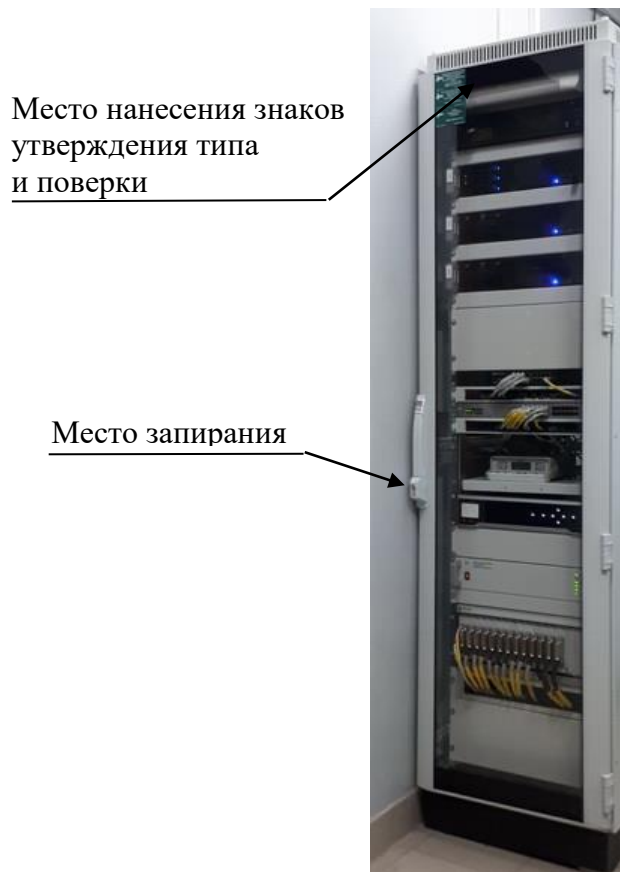 Место нанесения знаков
утверждения типа
и поверки
Место запирания